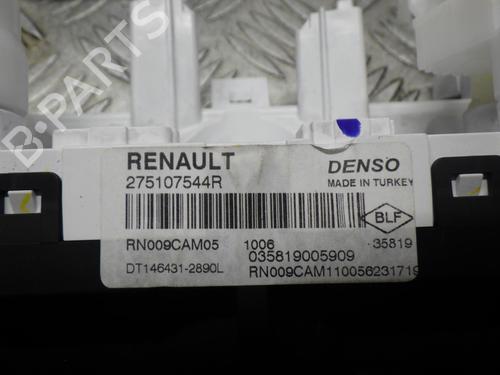 B-PARTS
RENAULT
275107544R
DENSO
MADE IN TURKEY
BLF
RN009CAM05 1006 35819
035819005909
DT146431-2890L RN009CAM110056231719